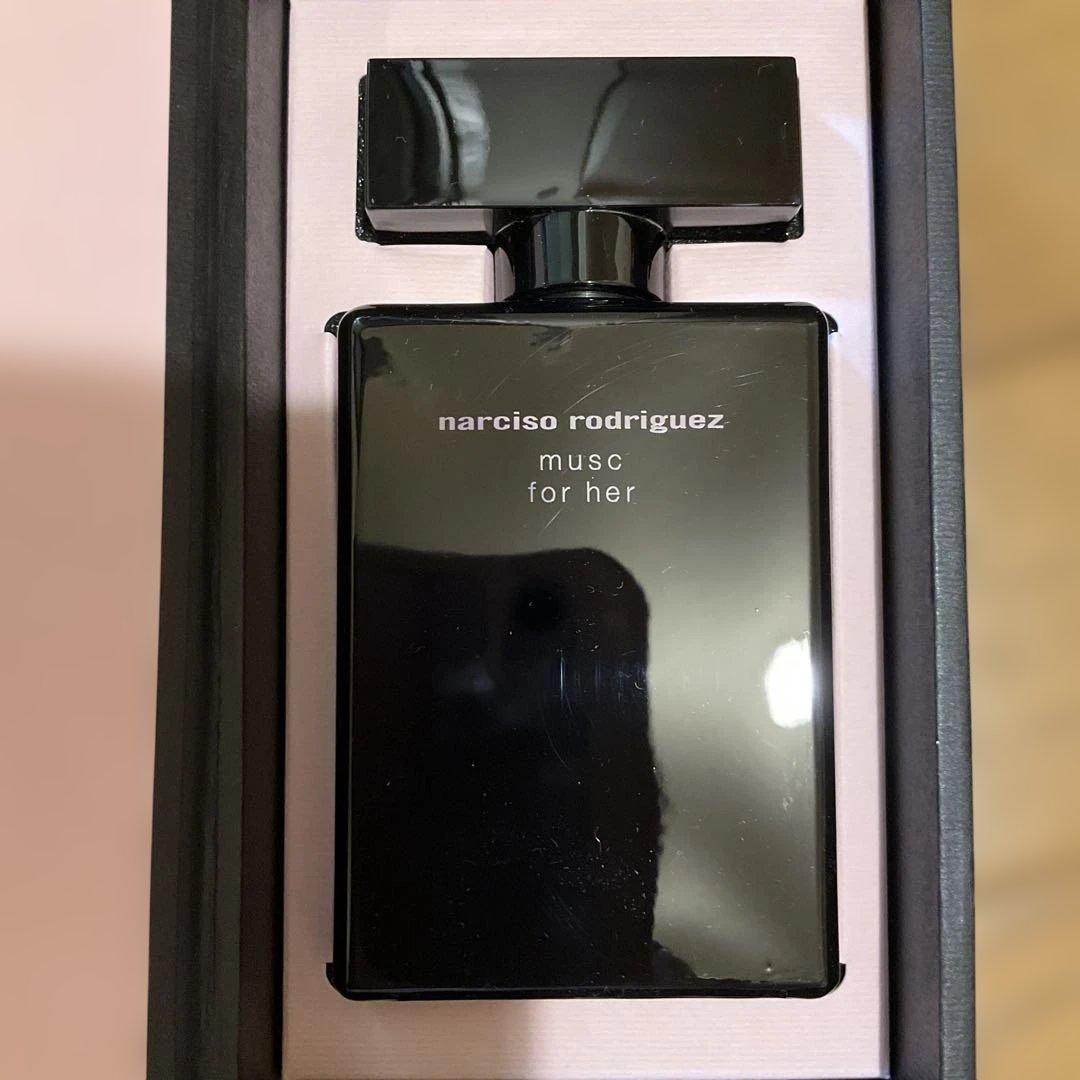 narciso rodriguez
musc
for her